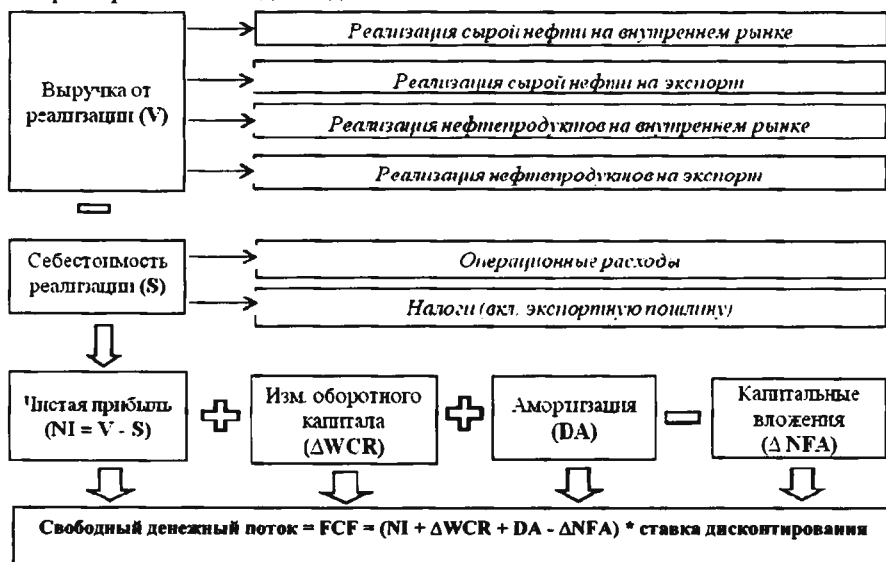 Выручка от
реализации (V)
Реализация сырой нефти на внутреннем рынке
Реализация сырой нефти на экспорт
Реализация нефтепродуктов на внутреннем рынке
Реализация нефтепродуктов на экспорт
Себестоимость
реализации (S)
Операционные расходы
Налоги (вкл. экспортную пошлину)
Чистая прибыль
(NI = V - S)
Изм. оборотного
капитала
(ΔWCR)
Амортизация
(DA)
Капитальные
вложения
(Δ NFA)
Свободный денежный поток = FCF = (NI + ΔWCR + DA - ΔNFA) * ставка дисконтирования